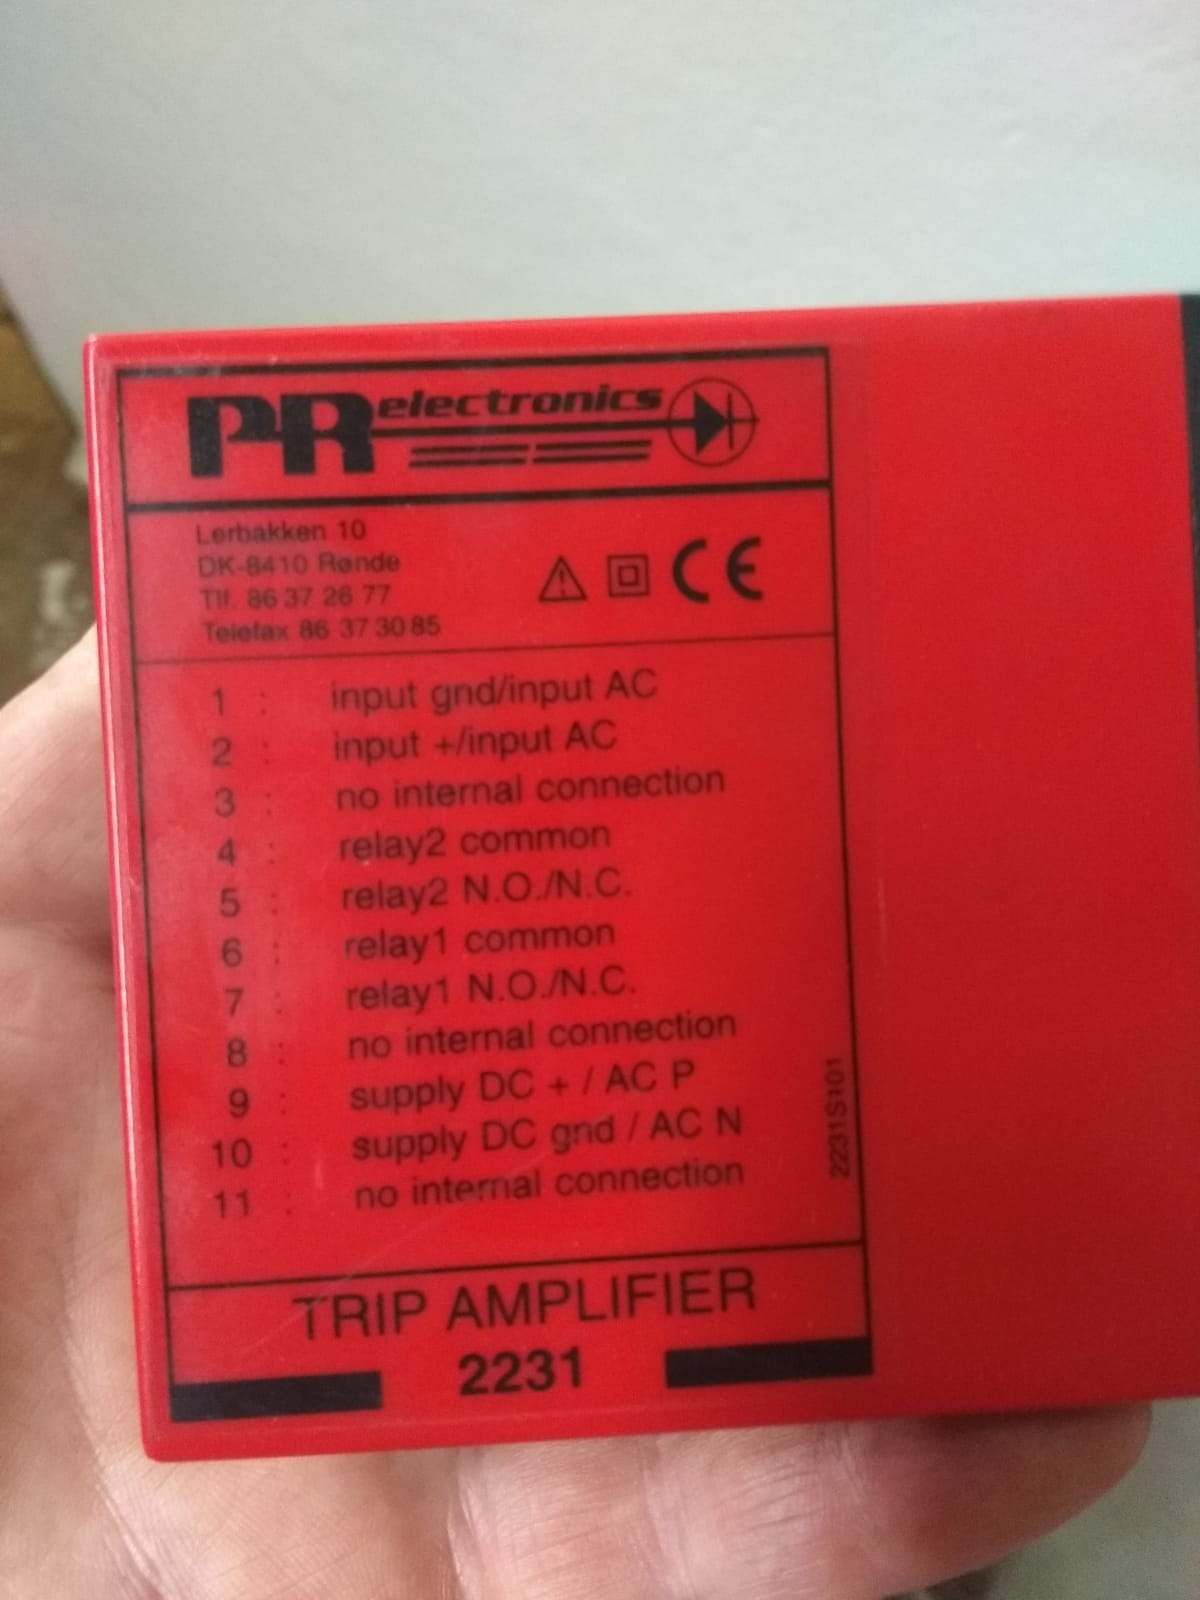 PR electronics
Lerbakken 10
DK-8410 Rønde
Tlf. 86 37 26 77
Telefax 86 37 30 85
CE
1 : input gnd/input AC
2 : input +/input AC
3 : no internal connection
4 : relay2 common
5 : relay2 N.O./N.C.
6 : relay1 common
7 : relay1 N.O./N.C.
8 : no internal connection
9 : supply DC + / AC P
10 : supply DC gnd / AC N
11 : no internal connection
2231S101
TRIP AMPLIFIER
2231